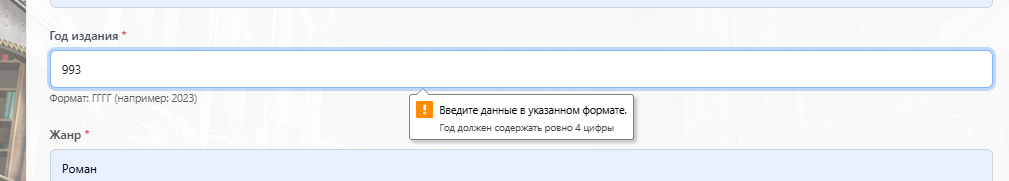 Год издания *
993
Формат: ГГГГ (например: 2023)
Введите данные в указанном формате.
Год должен содержать ровно 4 цифры
Жанр *
Роман